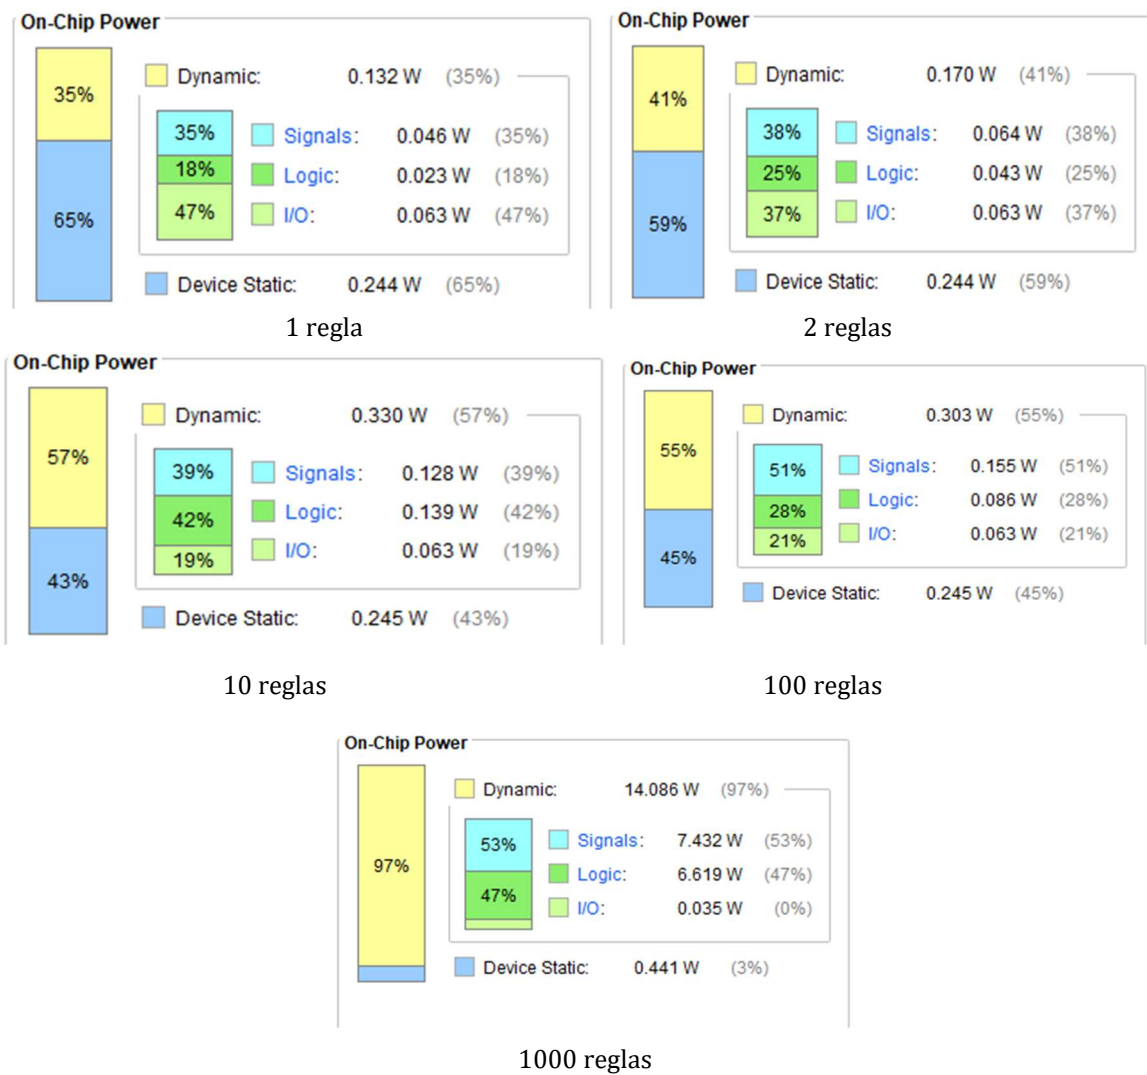 On-Chip Power
35%
65%
Dynamic: 0.132 W (35%)
35% Signals: 0.046 W (35%)
18% Logic: 0.023 W (18%)
47% I/O: 0.063 W (47%)
Device Static: 0.244 W (65%)
1 regla
On-Chip Power
41%
59%
Dynamic: 0.170 W (41%)
38% Signals: 0.064 W (38%)
25% Logic: 0.043 W (25%)
37% I/O: 0.063 W (37%)
Device Static: 0.244 W (59%)
2 reglas
On-Chip Power
57%
43%
Dynamic: 0.330 W (57%)
39% Signals: 0.128 W (39%)
42% Logic: 0.139 W (42%)
19% I/O: 0.063 W (19%)
Device Static: 0.245 W (43%)
10 reglas
On-Chip Power
55%
45%
Dynamic: 0.303 W (55%)
51% Signals: 0.155 W (51%)
28% Logic: 0.086 W (28%)
21% I/O: 0.063 W (21%)
Device Static: 0.245 W (45%)
100 reglas
On-Chip Power
97%
Dynamic: 14.086 W (97%)
53% Signals: 7.432 W (53%)
47% Logic: 6.619 W (47%)
I/O: 0.035 W (0%)
Device Static: 0.441 W (3%)
1000 reglas